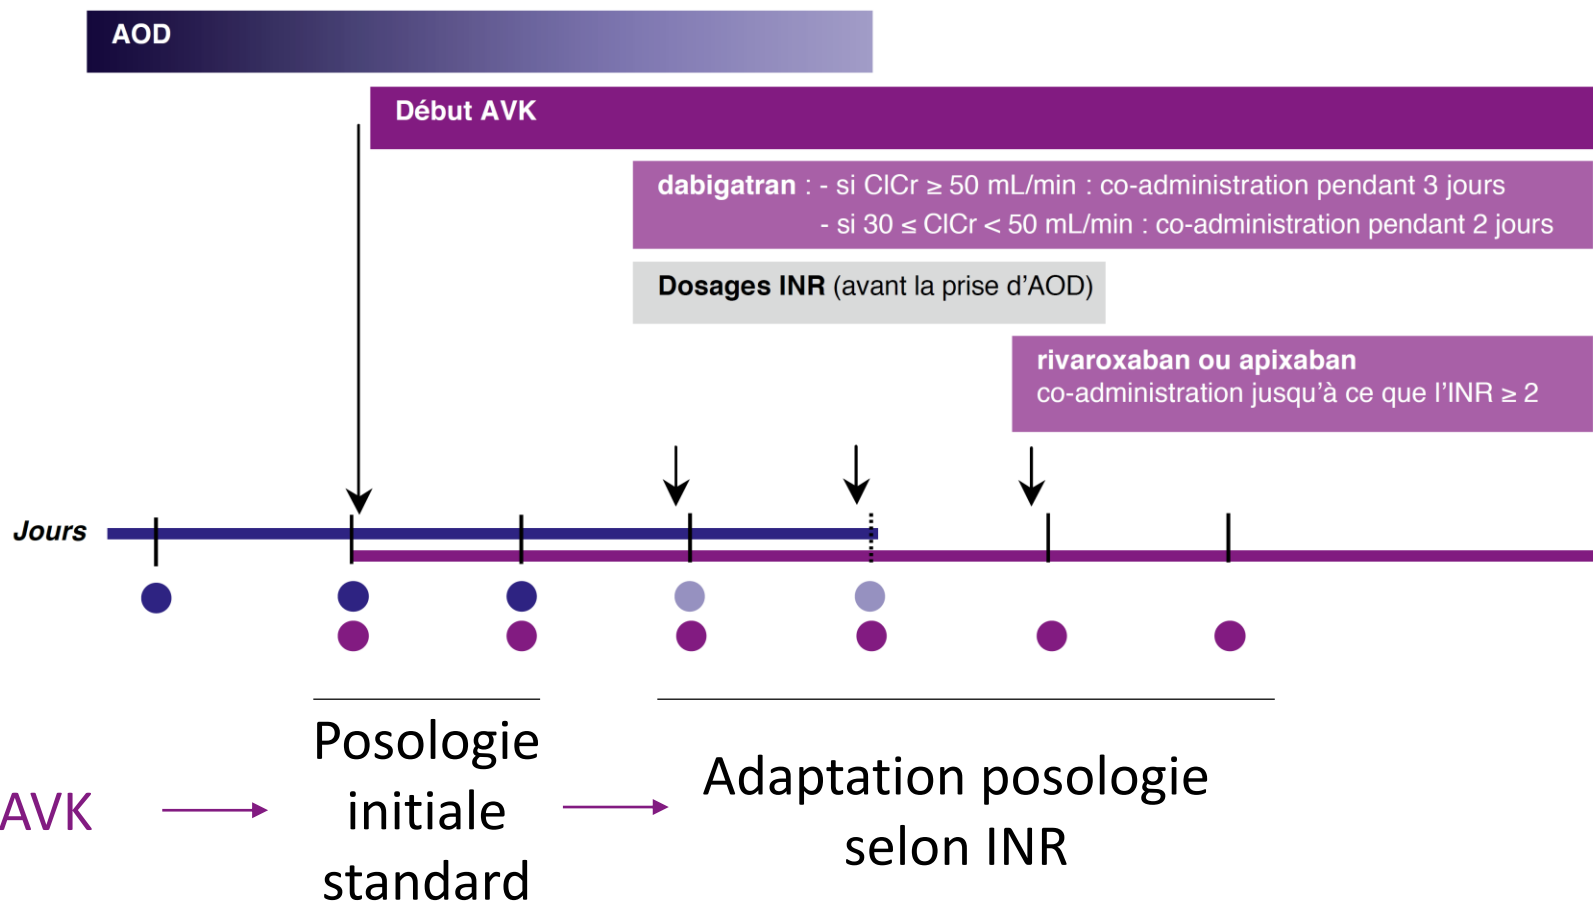 AOD
Début AVK
dabigatran : - si ClCr ≥ 50 mL/min : co-administration pendant 3 jours
- si 30 ≤ ClCr < 50 mL/min : co-administration pendant 2 jours
Dosages INR (avant la prise d’AOD)
rivaroxaban ou apixaban
co-administration jusqu’à ce que l’INR ≥ 2
Jours
AVK
Posologie
initiale
standard
Adaptation posologie
selon INR